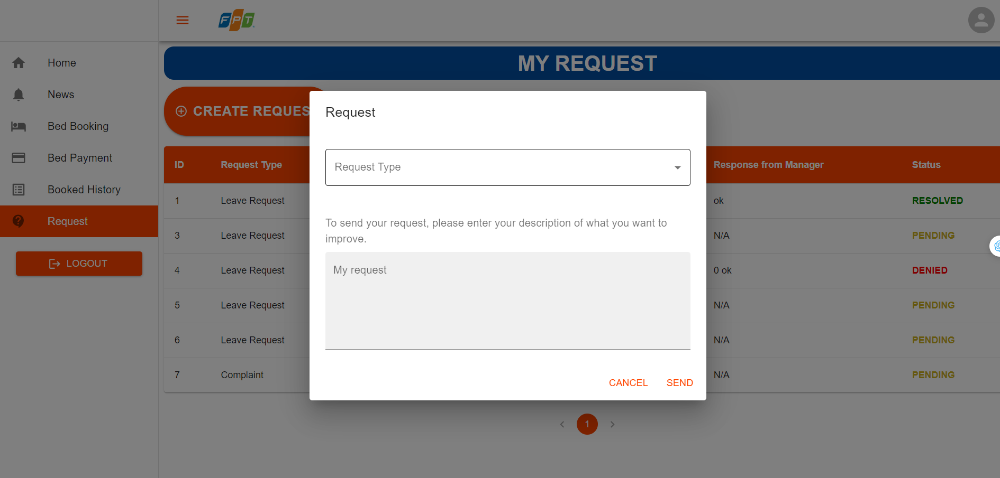 FPT
Home
News
Bed Booking
Bed Payment
Booked History
Request
LOGOUT
MY REQUEST
CREATE REQUES
ID Request Type Response from Manager Status
1 Leave Request ok RESOLVED
3 Leave Request N/A PENDING
4 Leave Request 0 ok DENIED
5 Leave Request N/A PENDING
6 Leave Request N/A PENDING
7 Complaint N/A PENDING
1
Request
Request Type
To send your request, please enter your description of what you want to
improve.
My request
CANCEL SEND